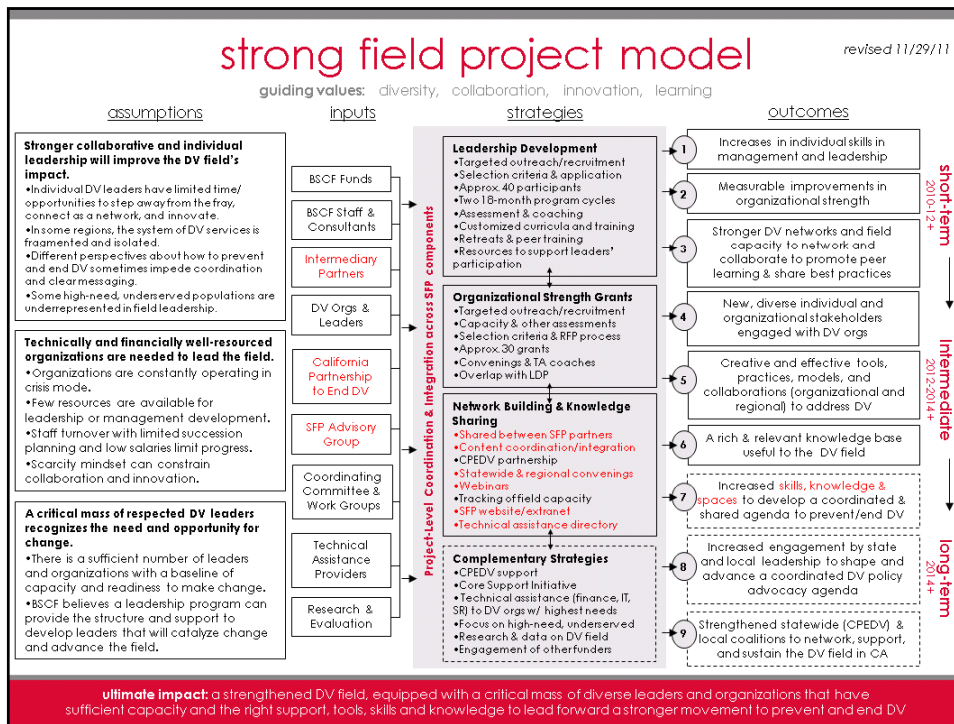 strong field project model
revised 11/29/11
guiding values: diversity, collaboration, innovation, learning
assumptions
Stronger collaborative and individual
leadership will improve the DV field's
impact.
•Individual DV leaders have limited time/
opportunities to step away from the fray,
connect as a network, and innovate.
•In some regions, the system of DV services is
fragmented and isolated.
•Different perspectives about how to prevent
and end DV sometimes impede coordination
and clear messaging.
•Some high-need, underserved populations are
underrepresented in field leadership.
Technically and financially well-resourced
organizations are needed to lead the field.
• Organizations are constantly operating in
crisis mode.
• Few resources are available for
leadership or management development.
• Staff turnover with limited succession
planning and low salaries limit progress.
• Scarcity mindset can constrain
collaboration and innovation.
A critical mass of respected DV leaders
recognizes the need and opportunity for
change.
• There is a sufficient number of leaders
and organizations with a baseline of
capacity and readiness to make change.
• BSCF believes a leadership program can
provide the structure and support to
develop leaders that will catalyze change
and advance the field.
inputs
BSCF Funds
BSCF Staff &
Consultants
Intermediary
Partners
DV Orgs &
Leaders
California
Partnership
to End DV
SFP Advisory
Group
Coordinating
Committee &
Work Groups
Technical
Assistance
Providers
Research &
Evaluation
strategies
Project-Level Coordination & Integration across SFP components
Leadership Development
•Targeted outreach/recruitment
•Selection criteria & application
•Approx. 40 participants
•Two 18-month program cycles
•Assessment & coaching
•Customized curricula and training
•Retreats & peer training
•Resources to support leaders'
participation
Organizational Strength Grants
•Targeted outreach/recruitment
•Capacity & other assessments
•Selection criteria & RFP process
•Approx. 30 grants
•Convenings & TA coaches
•Overlap with LDP
Network Building & Knowledge
Sharing
•Shared between SFP partners
•Content coordination/integration
•CPEDV partnership
•Statewide & regional convenings
•Webinars
•Tracking of field capacity
•SFP website/extranet
•Technical assistance directory
Complementary Strategies
•CPEDV support
•Core Support Initiative
•Technical assistance (finance, IT,
SR) to DV orgs w/ highest needs
•Focus on high-need, underserved
•Research & data on DV field
•Engagement of other funders
outcomes
1
Increases in individual skills in
management and leadership
2
Measurable improvements in
organizational strength
3
Stronger DV networks and field
capacity to network and
collaborate to promote peer
learning & share best practices
4
New, diverse individual and
organizational stakeholders
engaged with DV orgs
5
Creative and effective tools,
practices, models, and
collaborations (organizational and
regional) to address DV
6
A rich & relevant knowledge base
useful to the DV field
7
Increased skills, knowledge &
spaces to develop a coordinated &
shared agenda to prevent/end DV
8
Increased engagement by state
and local leadership to shape and
advance a coordinated DV policy
advocacy agenda
9
Strengthened statewide (CPEDV) &
local coalitions to network, support,
and sustain the DV field in CA
short-term
2010-12+
Intermediate
2012-2014+
long-term
2014+
ultimate impact: a strengthened DV field, equipped with a critical mass of diverse leaders and organizations that have
sufficient capacity and the right support, tools, skills and knowledge to lead forward a stronger movement to prevent and end DV